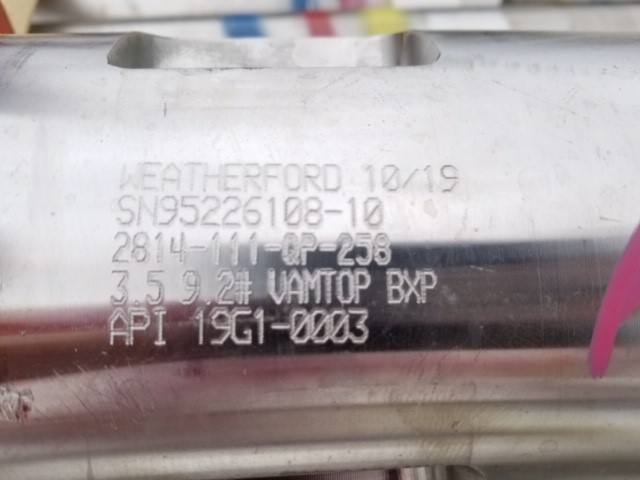 WEATHERFORD 10/19
SN95226108-10
2814-111-QP-258
3.5 9.2# VAMTOP BXP
API 19G1-0003